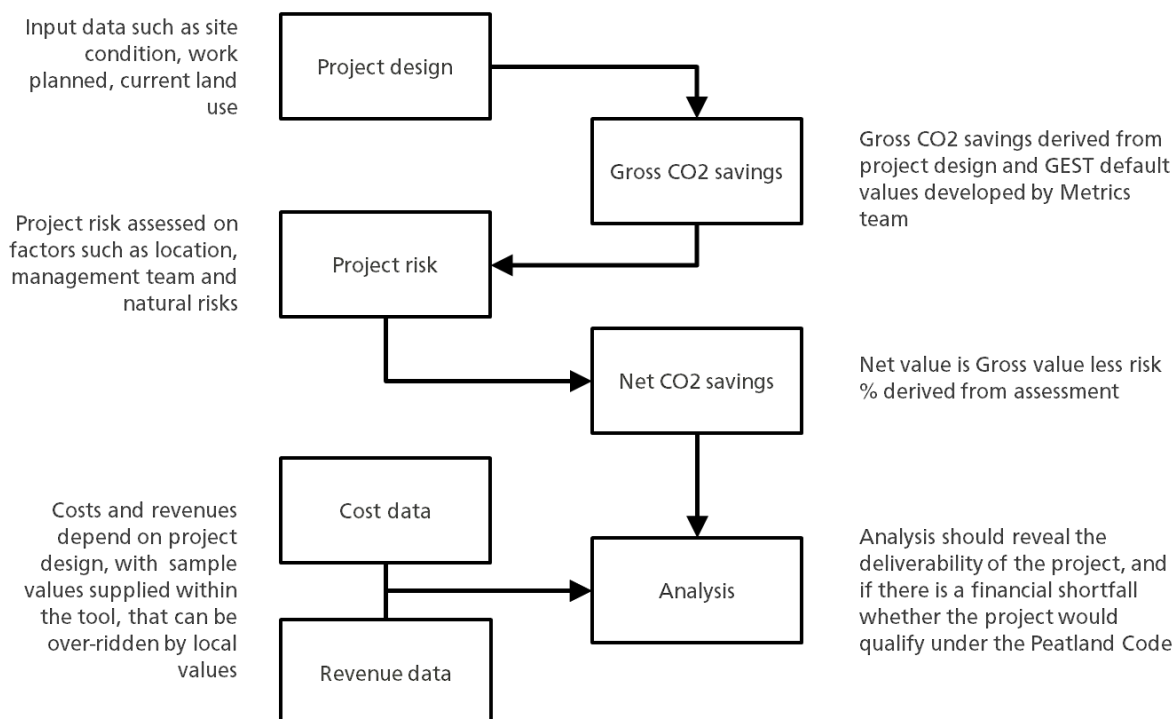 Input data such as site
condition, work
planned, current land
use
Project design
Gross CO2 savings
Gross CO2 savings derived from
project design and GEST default
values developed by Metrics
team
Project risk assessed on
factors such as location,
management team and
natural risks
Project risk
Net CO2 savings
Net value is Gross value less risk
% derived from assessment
Costs and revenues
depend on project
design, with sample
values supplied within
the tool, that can be
over-ridden by local
values
Cost data
Revenue data
Analysis
Analysis should reveal the
deliverability of the project, and
if there is a financial shortfall
whether the project would
qualify under the Peatland Code